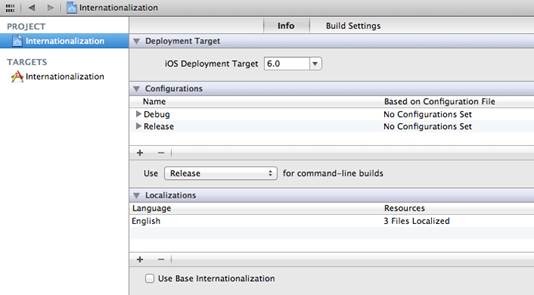 Internationalization
PROJECT
Internationalization
TARGETS
Internationalization
Info Build Settings
Deployment Target
iOS Deployment Target 6.0
Configurations
Name Based on Configuration File
Debug No Configurations Set
Release No Configurations Set
+ −
Use Release for command-line builds
Localizations
Language Resources
English 3 Files Localized
+ −
Use Base Internationalization